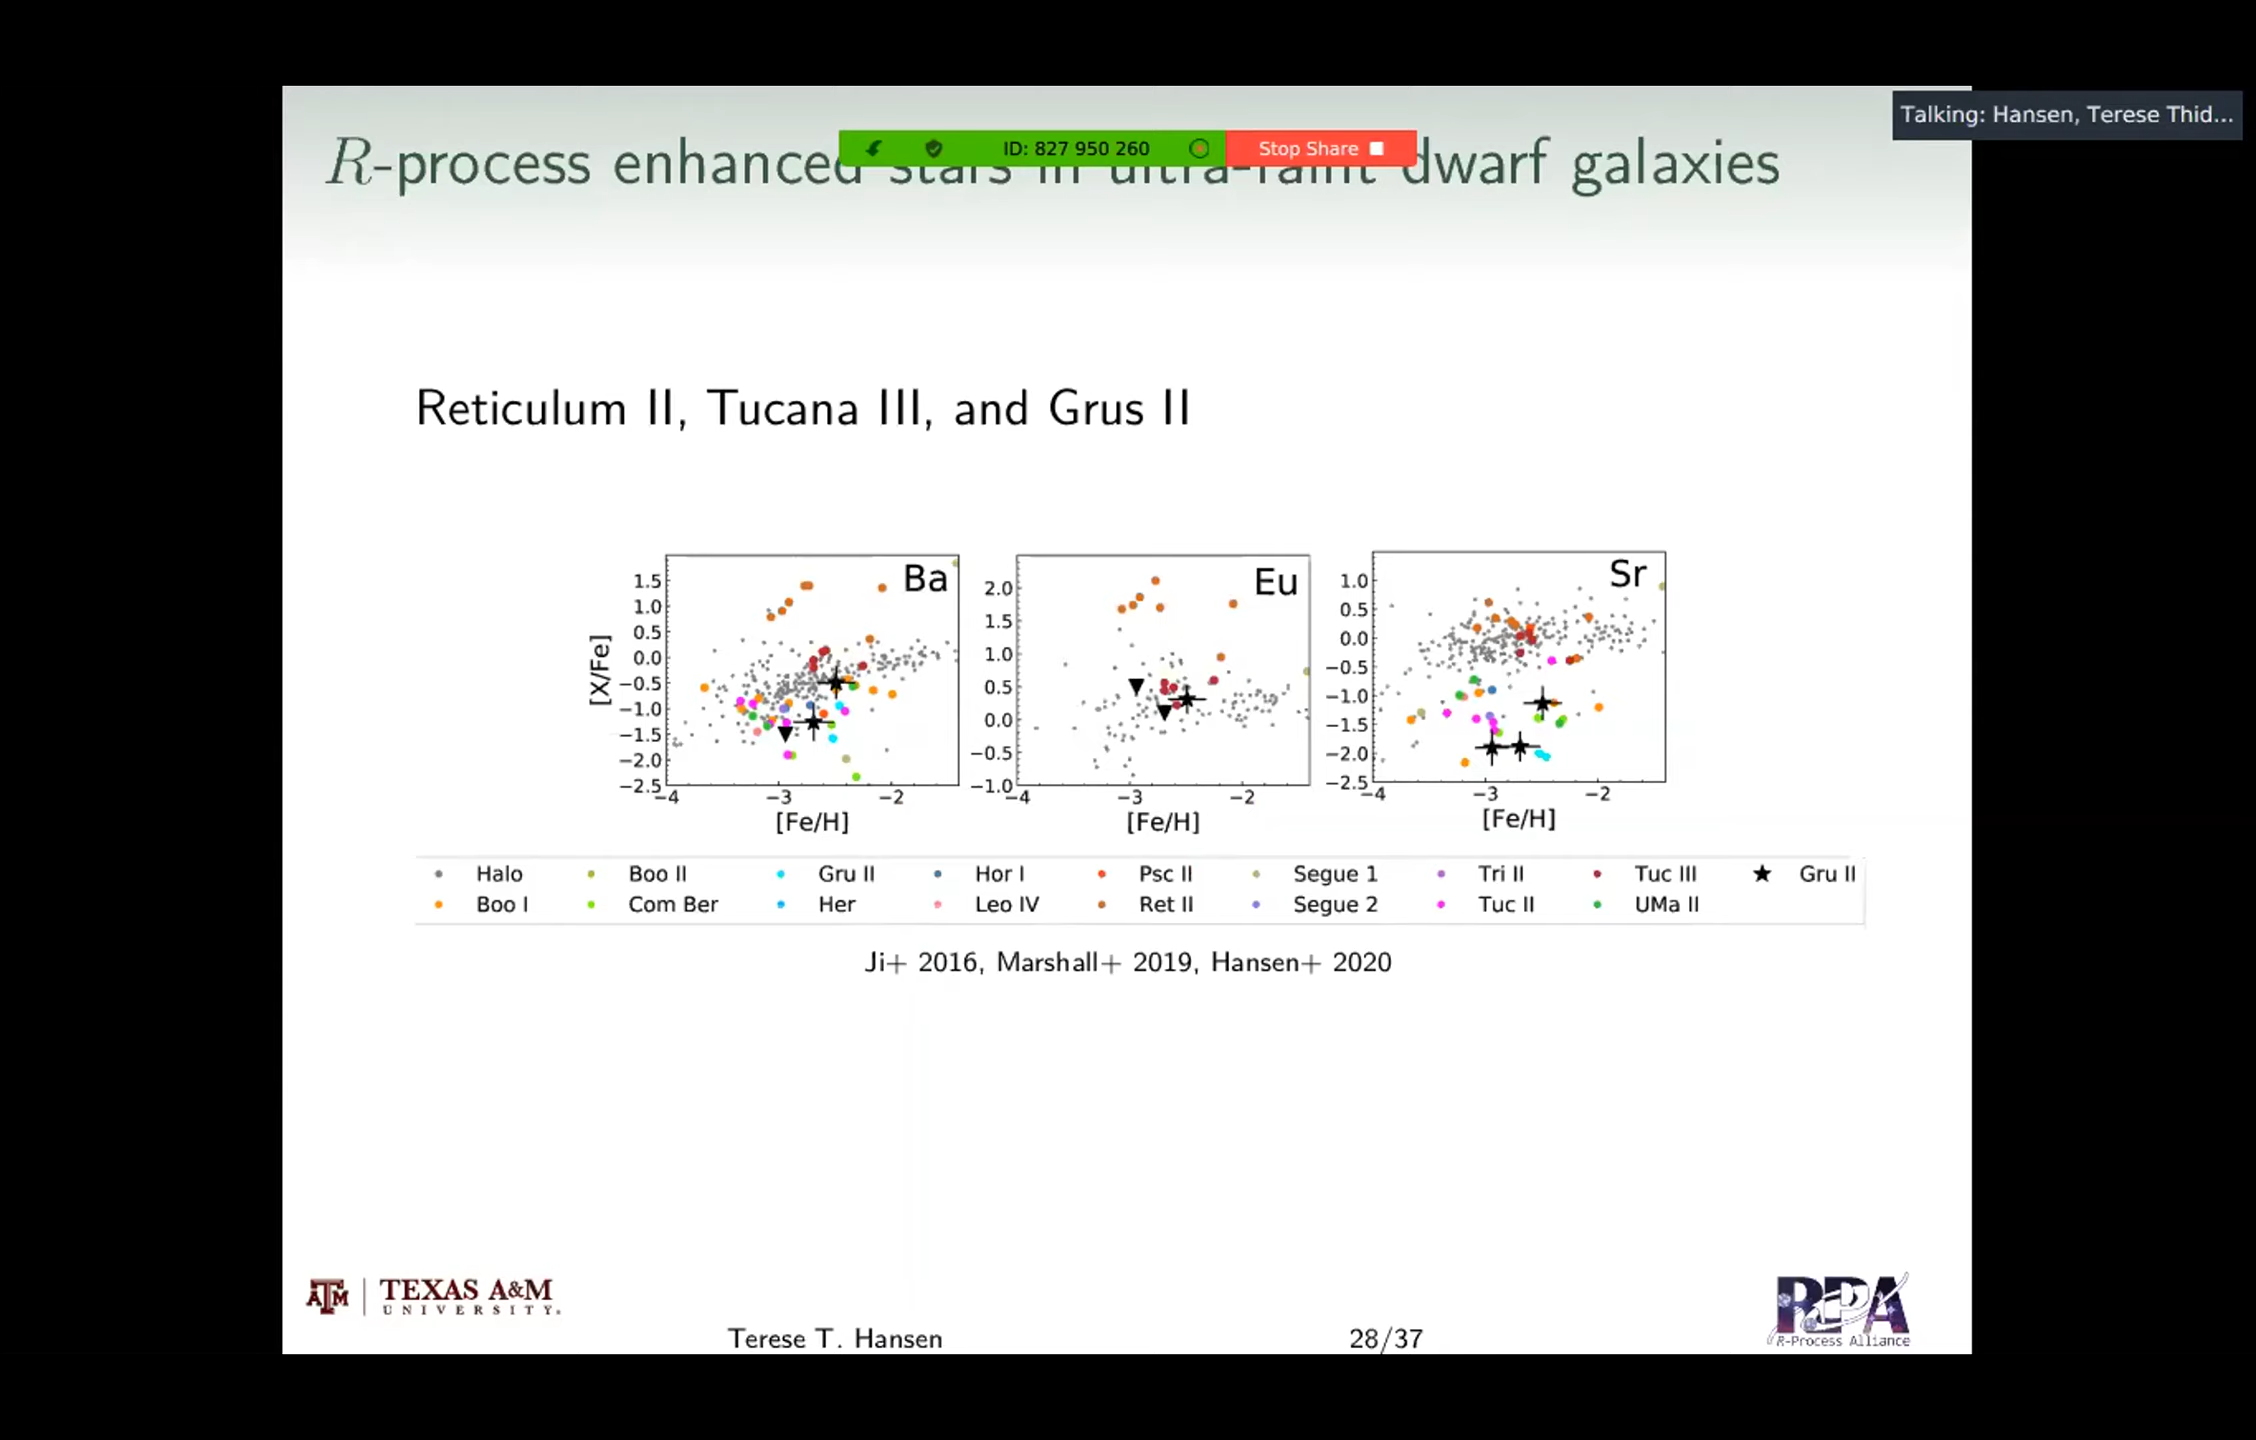 Talking: Hansen, Terese Thid...
ID: 827 950 260
Stop Share
R-process enhanced stars in ultra-faint dwarf galaxies
Reticulum II, Tucana III, and Grus II
Ba
1.5
1.0
0.5
0.0
−0.5
−1.0
−1.5
−2.0
−2.5
[X/Fe]
−4 −3 −2
[Fe/H]
Eu
2.0
1.5
1.0
0.5
0.0
−0.5
−1.0
−4 −3 −2
[Fe/H]
Sr
1.0
0.5
0.0
−0.5
−1.0
−1.5
−2.0
−2.5
−4 −3 −2
[Fe/H]
Halo Boo II Gru II Hor I Psc II Segue 1 Tri II Tuc III Gru II
Boo I Com Ber Her Leo IV Ret II Segue 2 Tuc II UMa II
Ji+ 2016, Marshall+ 2019, Hansen+ 2020
ATM TEXAS A&M
UNIVERSITY.
RPA
R-Process Alliance
Terese T. Hansen 28/37